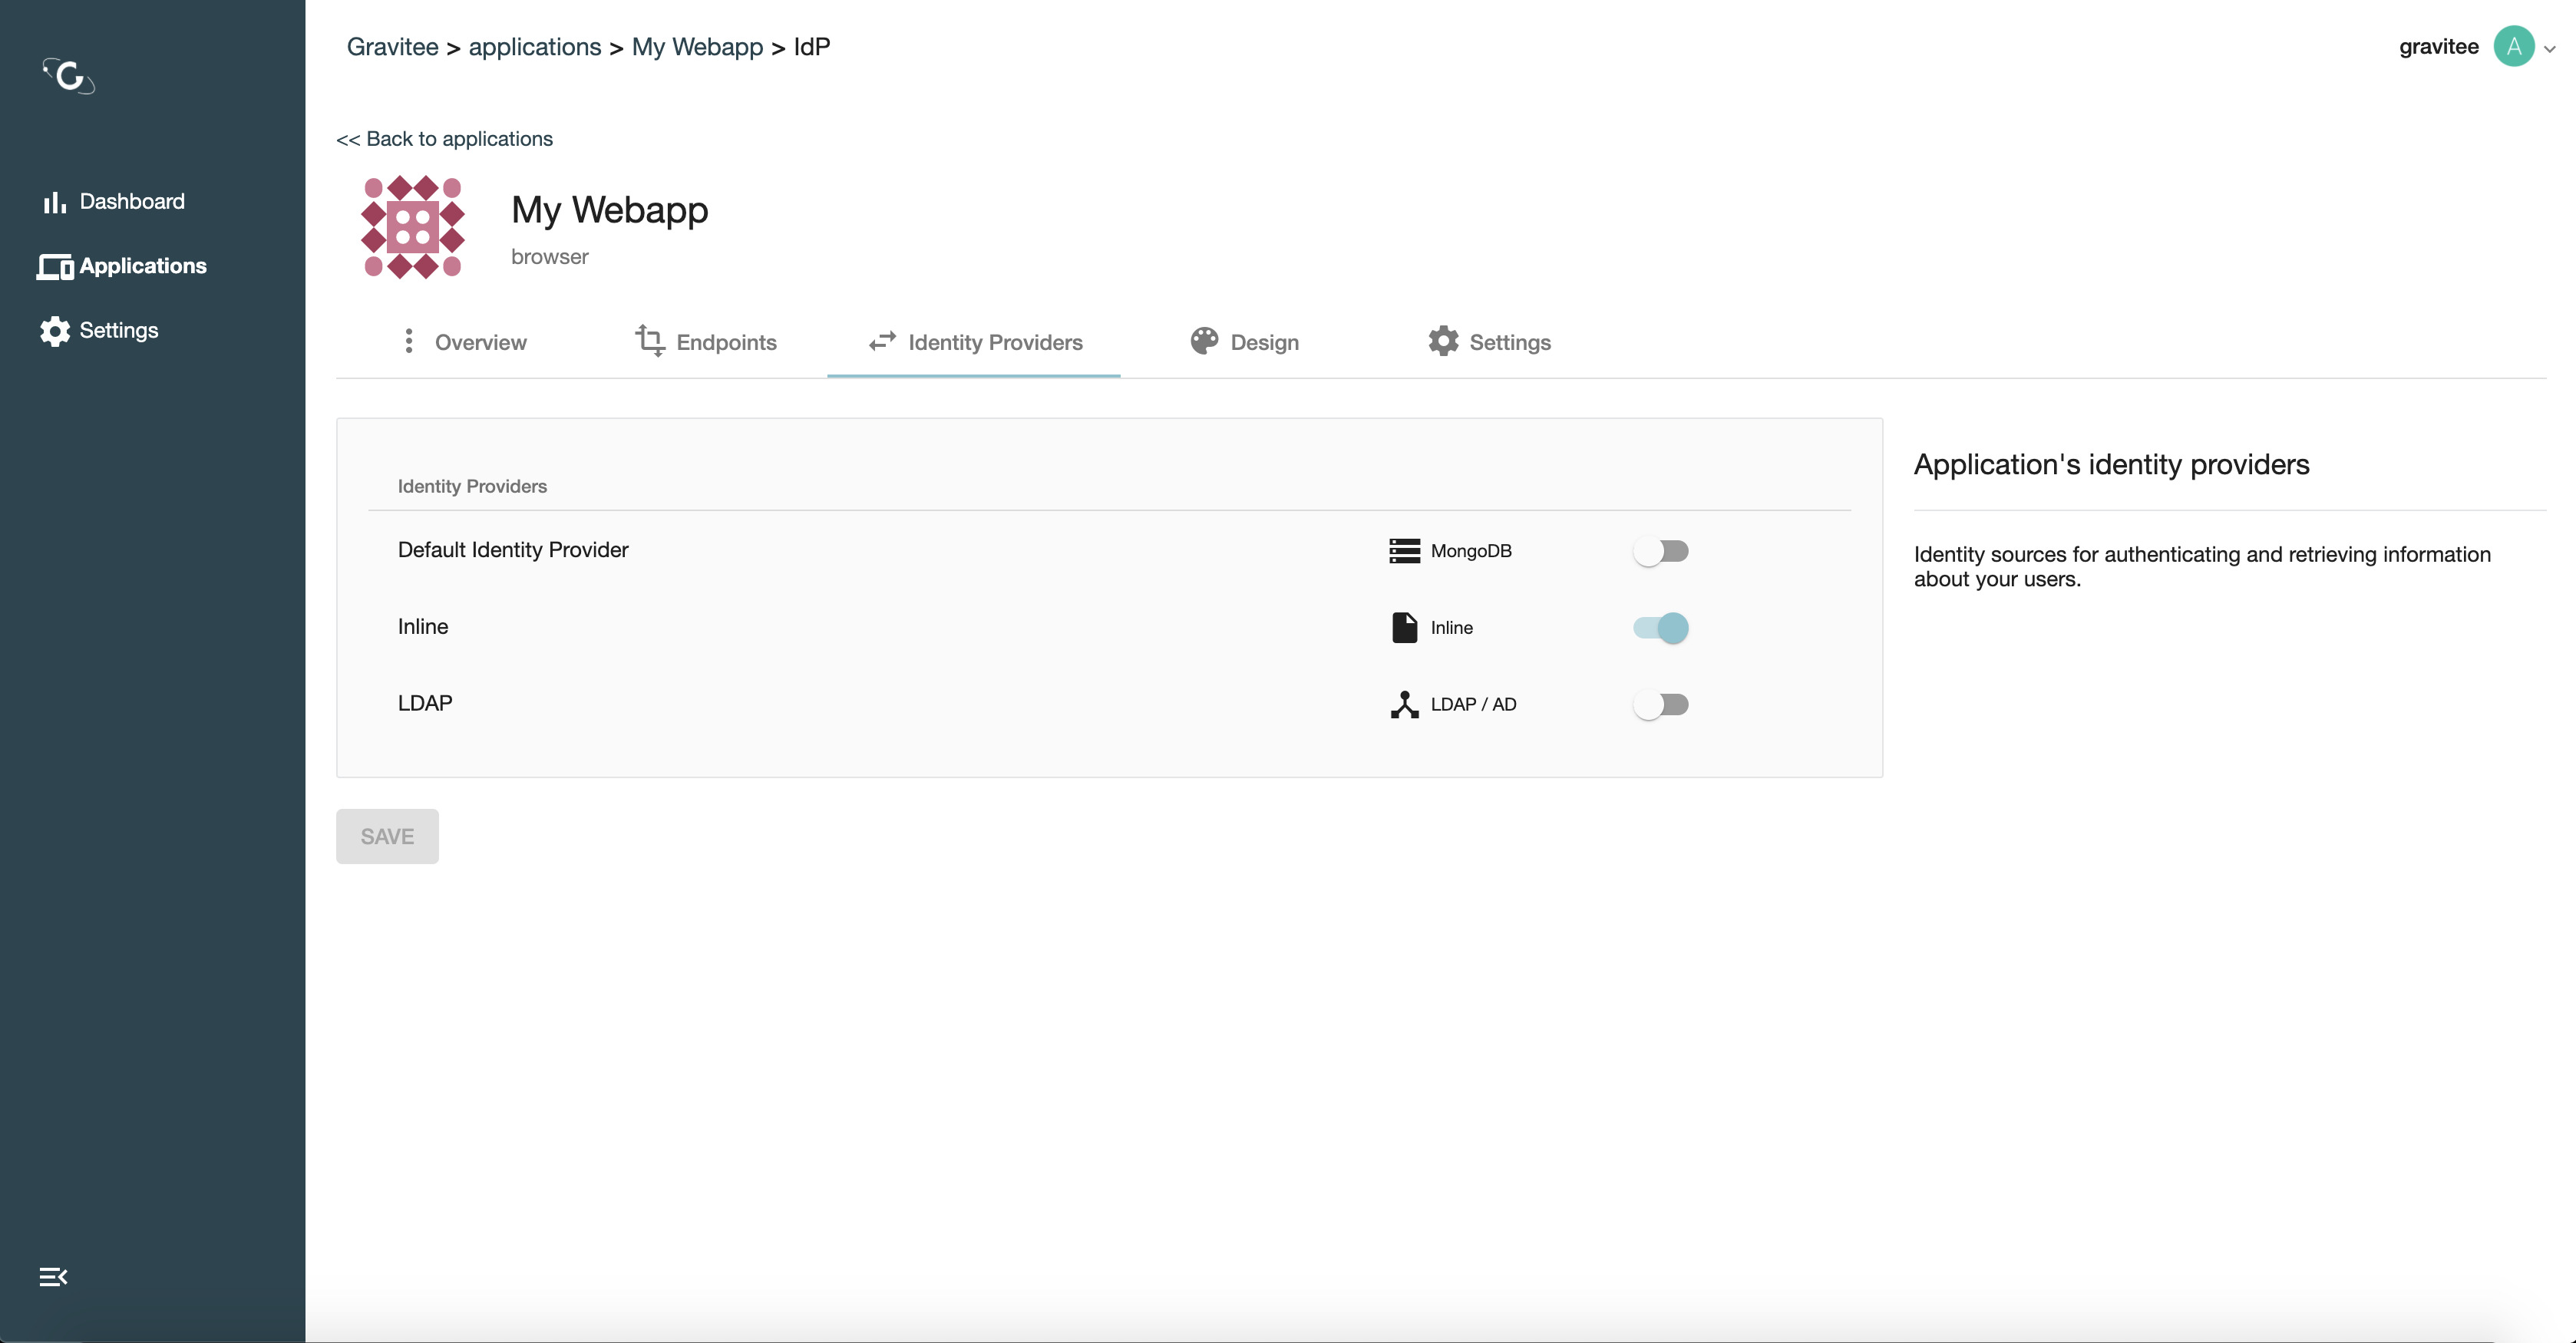 Gravitee > applications > My Webapp > IdP
gravitee
A
<< Back to applications
Dashboard
Applications
Settings
My Webapp
browser
Overview
Endpoints
Identity Providers
Design
Settings
Identity Providers
Default Identity Provider
MongoDB
Inline
Inline
LDAP
LDAP / AD
SAVE
Application's identity providers
Identity sources for authenticating and retrieving information
about your users.